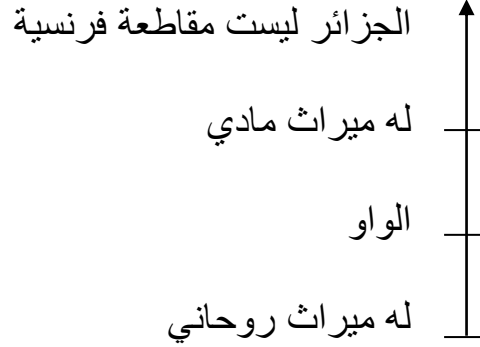 الجزائر ليست مقاطعة فرنسية
له ميراث مادي
الواو
له ميراث روحاني